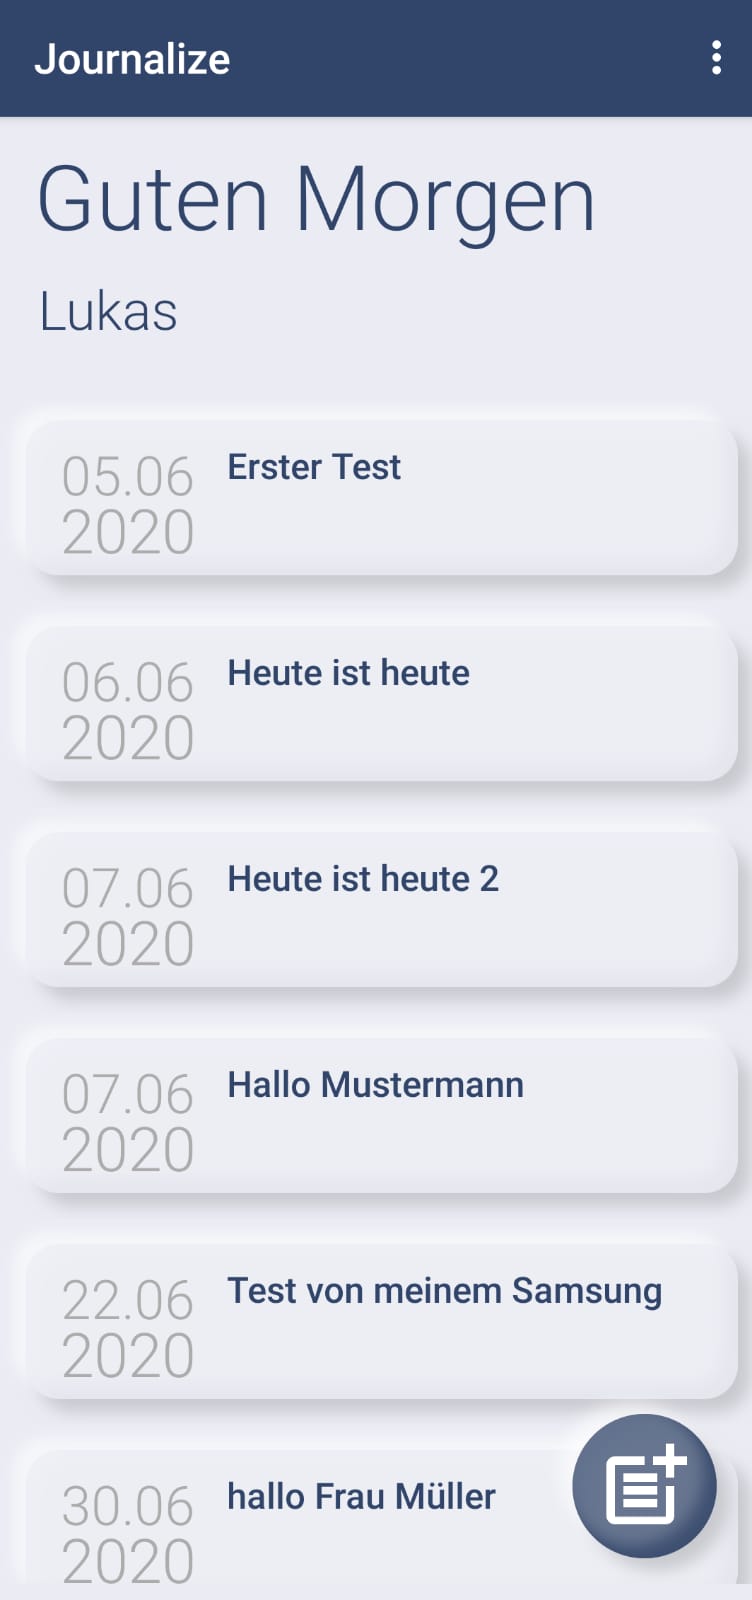 Journalize
Guten Morgen
Lukas
05.06
2020
Erster Test
06.06
2020
Heute ist heute
07.06
2020
Heute ist heute 2
07.06
2020
Hallo Mustermann
22.06
2020
Test von meinem Samsung
30.06
2020
hallo Frau Müller